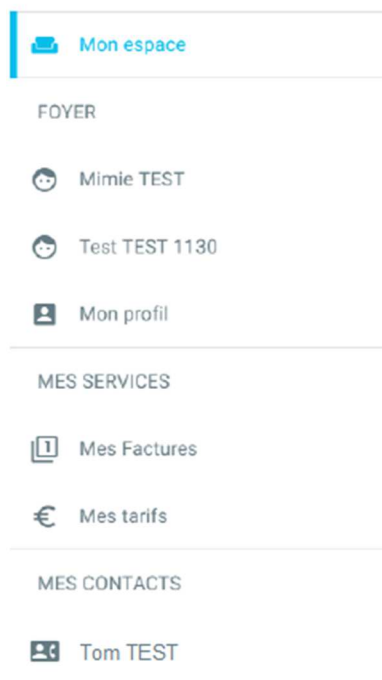 Mon espace
FOYER
Mimie TEST
Test TEST 1130
Mon profil
MES SERVICES
1
Mes Factures
€
Mes tarifs
MES CONTACTS
Tom TEST